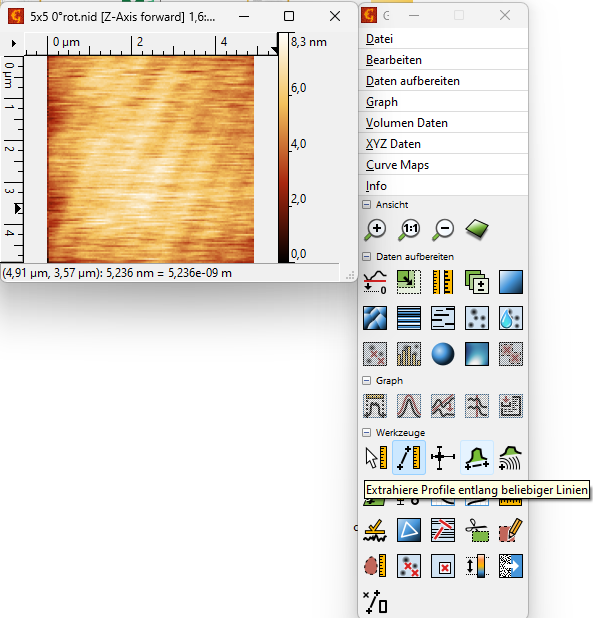 5x5 0°rot.nid [Z-Axis forward] 1,6:...
0 µm 2 4
0 µm
1
2
3
4
8,3 nm
6,0
4,0
2,0
0,0
(4,91 µm, 3,57 µm): 5,236 nm = 5,236e-09 m
G
Datei
Bearbeiten
Daten aufbereiten
Graph
Volumen Daten
XYZ Daten
Curve Maps
Info
Ansicht
1:1
Daten aufbereiten
0
Graph
Werkzeuge
Extrahiere Profile entlang beliebiger Linien